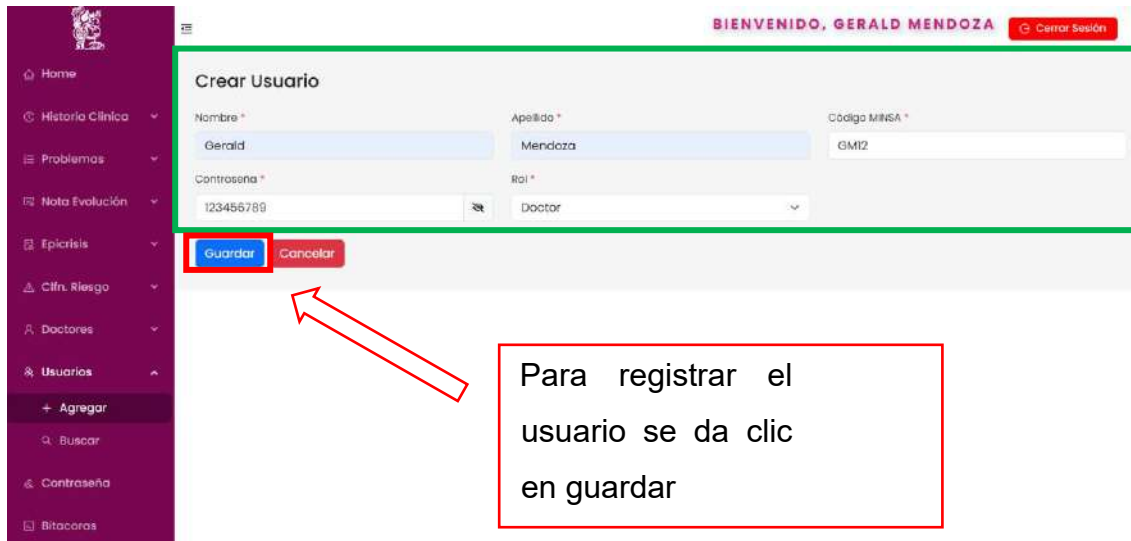 BIENVENIDO, GERALD MENDOZA
Cerrar Sesión
Home
Historia Clínica
Problemas
Nota Evolución
Epicrisis
Clfn. Riesgo
Doctores
Usuarios
+ Agregar
Buscar
Contraseña
Bitacoras
Crear Usuario
Nombre * Apellido * Código MINSA *
Gerald Mendoza GM12
Contraseña * Rol *
123456789 Doctor
Guardar Cancelar
Para registrar el
usuario se da clic
en guardar